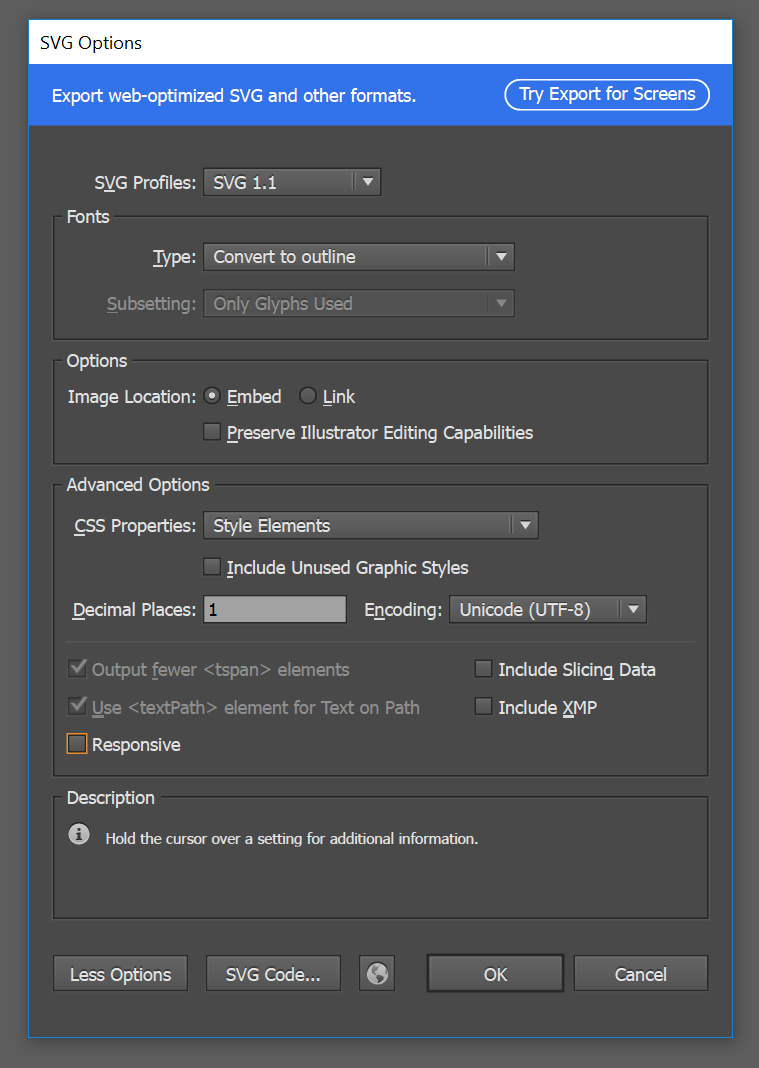 SVG Options
Export web-optimized SVG and other formats. Try Export for Screens
SVG Profiles: SVG 1.1
Fonts
Type: Convert to outline
Subsetting: Only Glyphs Used
Options
Image Location: Embed Link
Preserve Illustrator Editing Capabilities
Advanced Options
CSS Properties: Style Elements
Include Unused Graphic Styles
Decimal Places: 1 Encoding: Unicode (UTF-8)
Output fewer <tspan> elements Include Slicing Data
Use <textPath> element for Text on Path Include XMP
Responsive
Description
Hold the cursor over a setting for additional information.
Less Options SVG Code... OK Cancel